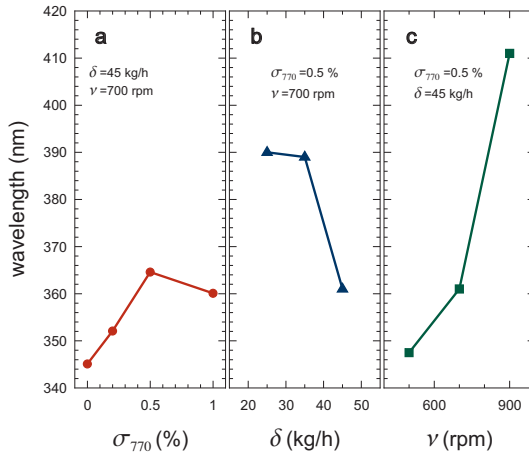 a
δ=45 kg/h
ν=700 rpm
b
σ770=0.5 %
ν=700 rpm
c
σ770=0.5 %
δ=45 kg/h
wavelength (nm)
420
410
400
390
380
370
360
350
340
0 0.5 1
20 30 40 50
600 900
σ770 (%)
δ (kg/h)
ν (rpm)